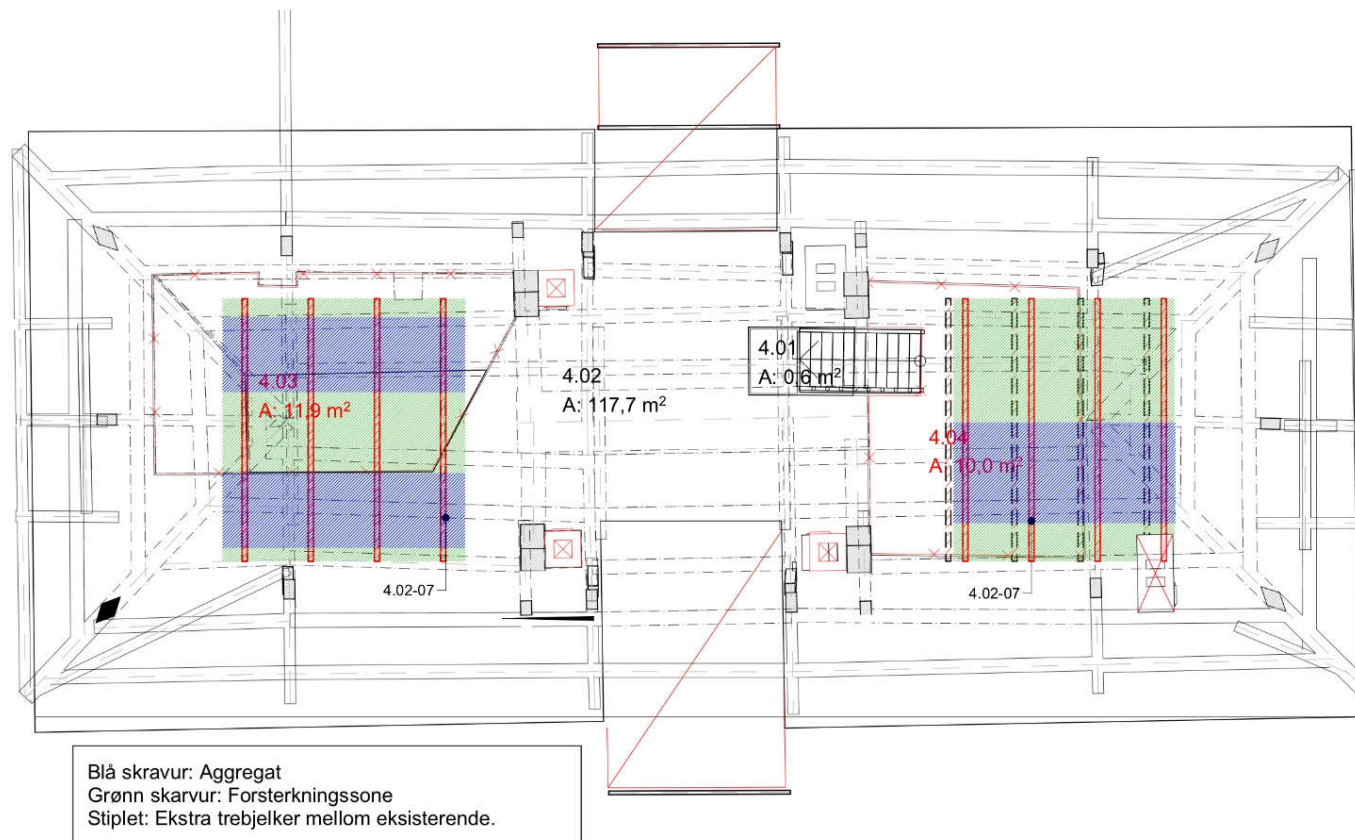 4.01
A: 0,6 m²
4.02
A: 117,7 m²
4.03
A: 11,9 m²
4.04
A: 10,0 m²
4.02-07
4.02-07
Blå skravur: Aggregat
Grønn skarvur: Forsterkningssone
Stiplet: Ekstra trebjelker mellom eksisterende.